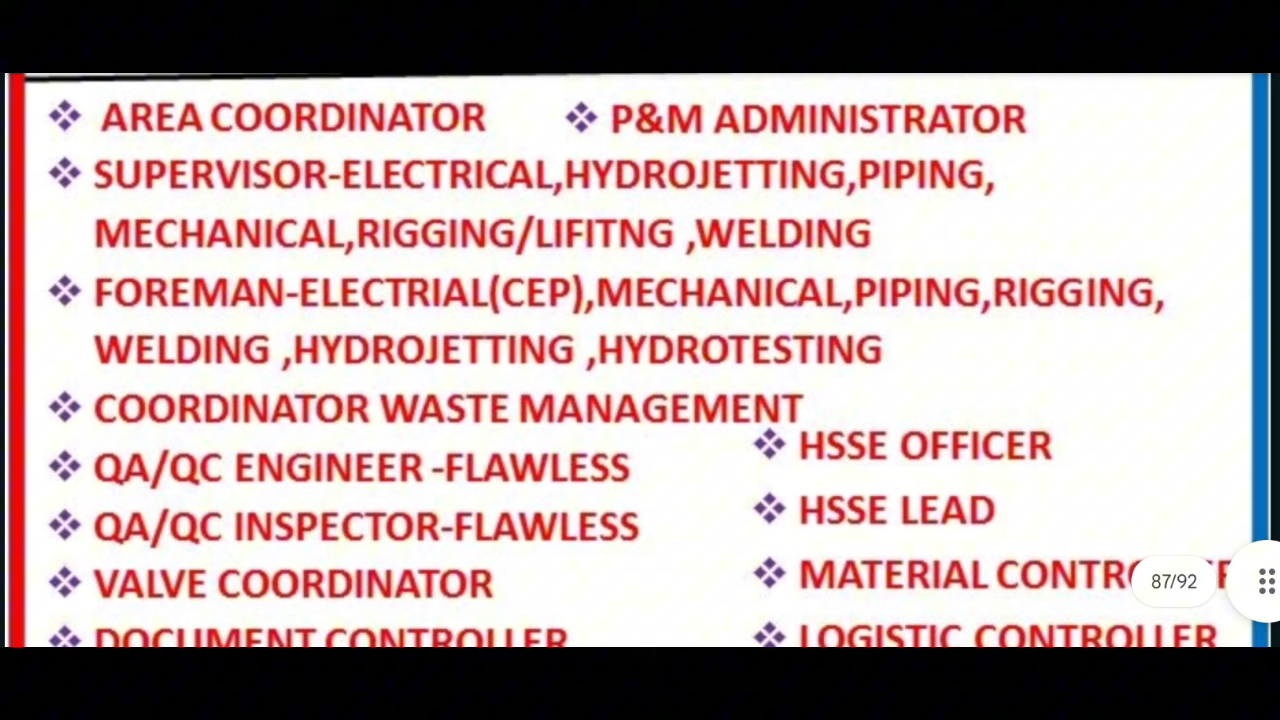 ❖ AREA COORDINATOR ❖ P&M ADMINISTRATOR
❖ SUPERVISOR-ELECTRICAL,HYDROJETTING,PIPING,
MECHANICAL,RIGGING/LIFITNG ,WELDING
❖ FOREMAN-ELECTRIAL(CEP),MECHANICAL,PIPING,RIGGING,
WELDING ,HYDROJETTING ,HYDROTESTING
❖ COORDINATOR WASTE MANAGEMENT
❖ HSSE OFFICER
❖ QA/QC ENGINEER -FLAWLESS
❖ HSSE LEAD
❖ QA/QC INSPECTOR-FLAWLESS
❖ MATERIAL
87/92
❖ VALVE COORDINATOR
❖ DOCUMENT CONTROLLER ❖ LOGISTIC CONTROLLER